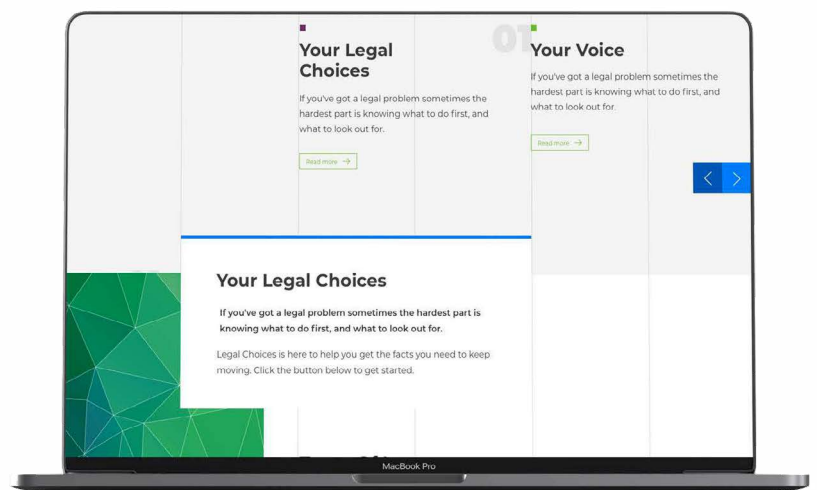 Your Legal
Choices
If you've got a legal problem sometimes the
hardest part is knowing what to do first, and
what to look out for.
Read more
01
Your Voice
If you've got a legal problem sometimes the
hardest part is knowing what to do first, and
what to look out for.
Read more
Your Legal Choices
If you've got a legal problem sometimes the hardest part is
knowing what to do first, and what to look out for.
Legal Choices is here to help you get the facts you need to keep
moving. Click the button below to get started.
MacBook Pro